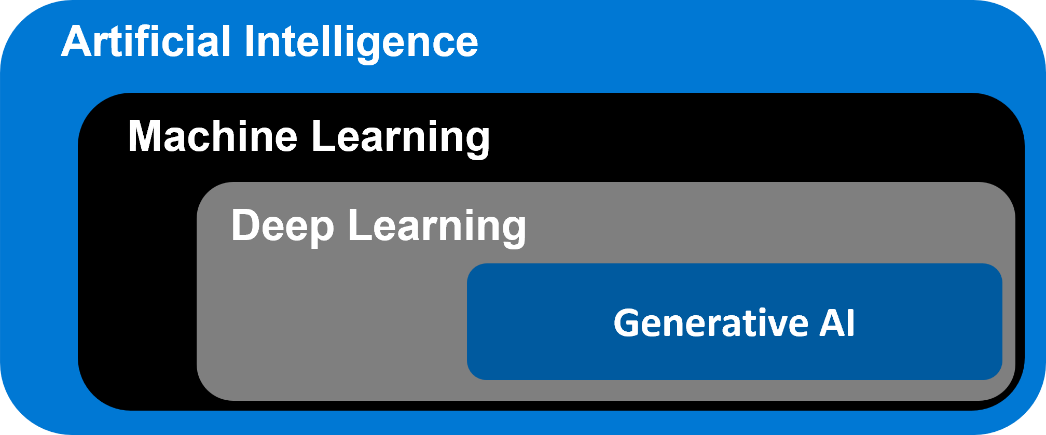 Artificial Intelligence
Machine Learning
Deep Learning
Generative AI